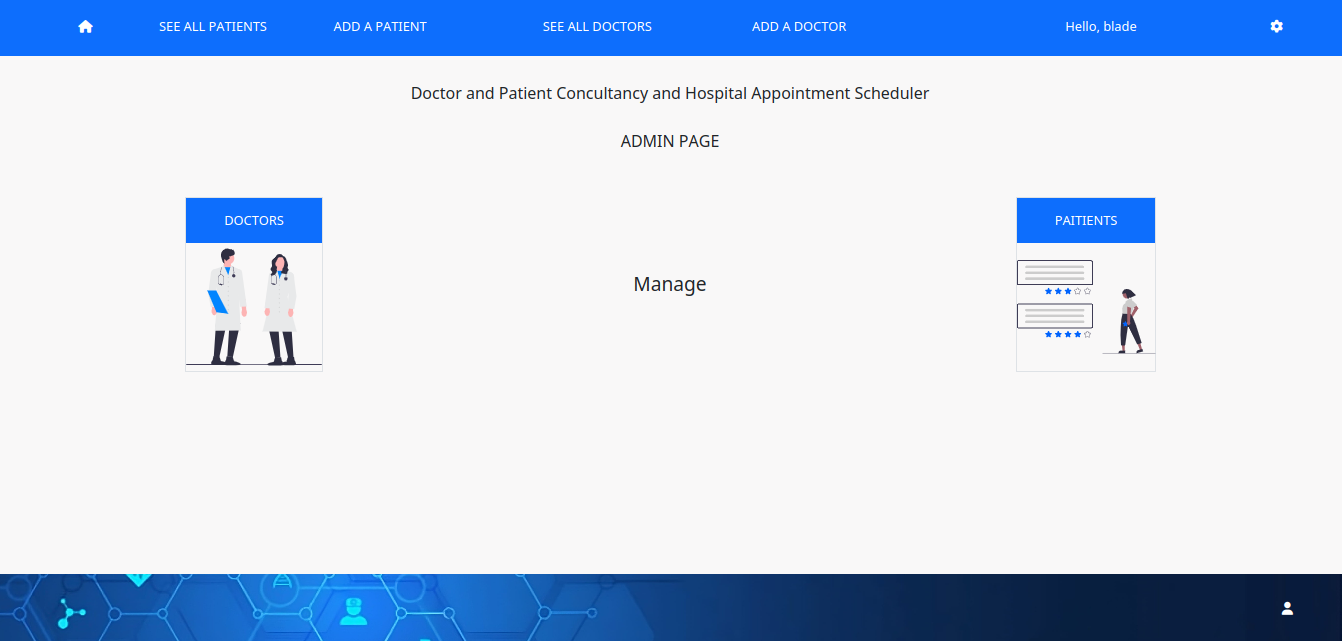 SEE ALL PATIENTS ADD A PATIENT SEE ALL DOCTORS ADD A DOCTOR Hello, blade
Doctor and Patient Concultancy and Hospital Appointment Scheduler
ADMIN PAGE
DOCTORS PAITIENTS
Manage